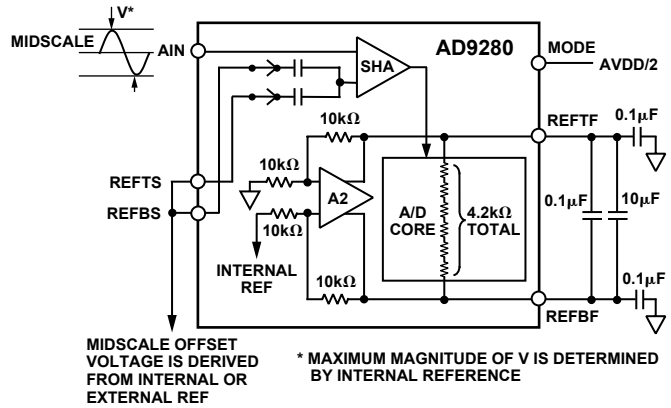 V*
MIDSCALE
AIN
AD9280
MODE
AVDD/2
SHA
10kΩ
REFTF
0.1µF
10kΩ
REFTS
REFBS
A2
10kΩ
A/D
CORE
4.2kΩ
TOTAL
0.1µF
10µF
INTERNAL
REF
10kΩ
0.1µF
REFBF
MIDSCALE OFFSET
VOLTAGE IS DERIVED
FROM INTERNAL OR
EXTERNAL REF
* MAXIMUM MAGNITUDE OF V IS DETERMINED
BY INTERNAL REFERENCE